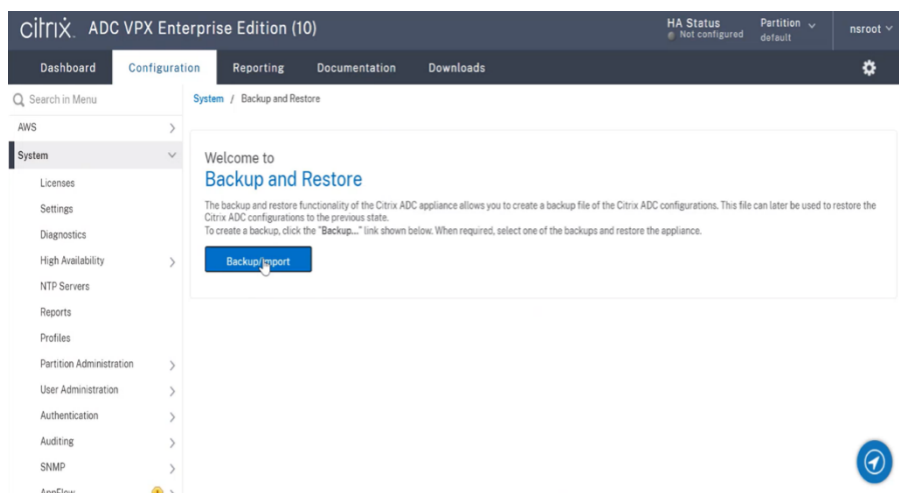 citrix. ADC VPX Enterprise Edition (10)
HA Status
Not configured
Partition
default
nsroot
Dashboard Configuration Reporting Documentation Downloads
Search in Menu
System / Backup and Restore
AWS
System
Licenses
Settings
Diagnostics
High Availability
NTP Servers
Reports
Profiles
Partition Administration
User Administration
Authentication
Auditing
SNMP
AppFlow
Welcome to
Backup and Restore
The backup and restore functionality of the Citrix ADC appliance allows you to create a backup file of the Citrix ADC configurations. This file can later be used to restore the
Citrix ADC configurations to the previous state.
To create a backup, click the "Backup..." link shown below. When required, select one of the backups and restore the appliance.
Backup/Import